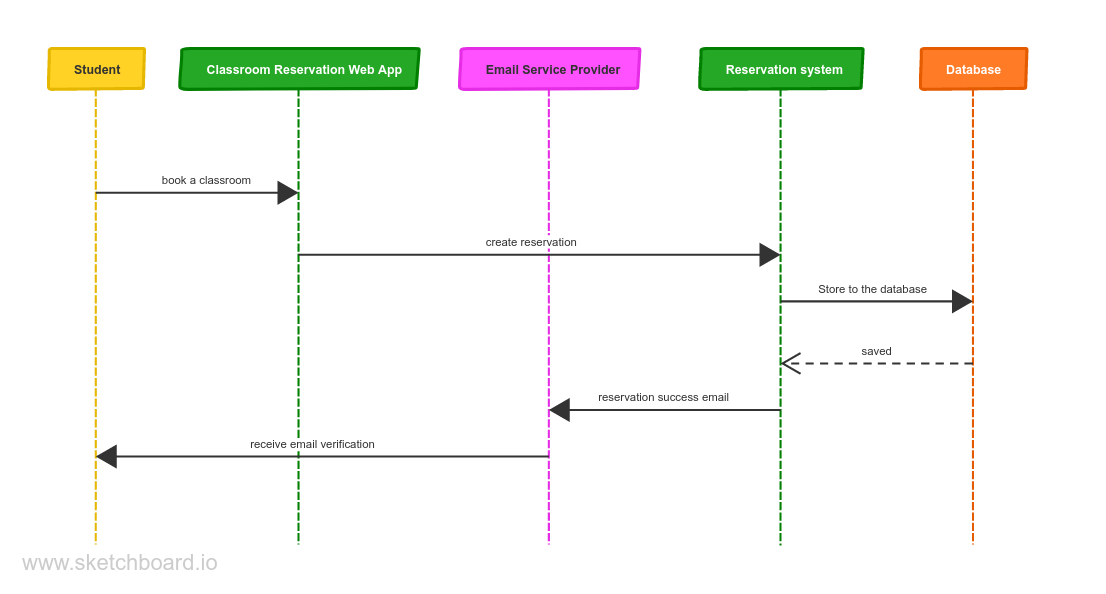 Student
Classroom Reservation Web App
Email Service Provider
Reservation system
Database
book a classroom
create reservation
Store to the database
saved
reservation success email
receive email verification
www.sketchboard.io